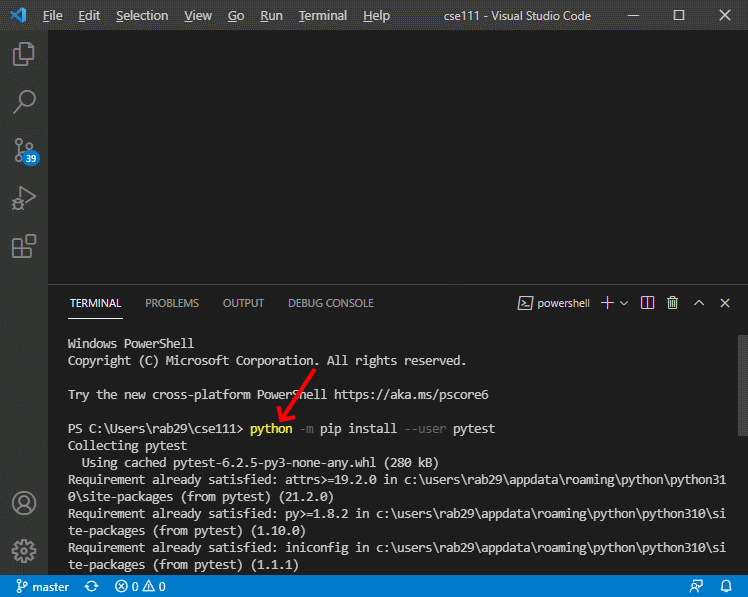 File Edit Selection View Go Run Terminal Help cse111 - Visual Studio Code
39
TERMINAL PROBLEMS OUTPUT DEBUG CONSOLE powershell
Windows PowerShell
Copyright (C) Microsoft Corporation. All rights reserved.
Try the new cross-platform PowerShell https://aka.ms/pscore6
PS C:\Users\rab29\cse111> python -m pip install --user pytest
Collecting pytest
Using cached pytest-6.2.5-py3-none-any.whl (280 kB)
Requirement already satisfied: attrs>=19.2.0 in c:\users\rab29\appdata\roaming\python\python31
0\site-packages (from pytest) (21.2.0)
Requirement already satisfied: py>=1.8.2 in c:\users\rab29\appdata\roaming\python\python310\si
te-packages (from pytest) (1.10.0)
Requirement already satisfied: iniconfig in c:\users\rab29\appdata\roaming\python\python310\si
te-packages (from pytest) (1.1.1)
master 0 0